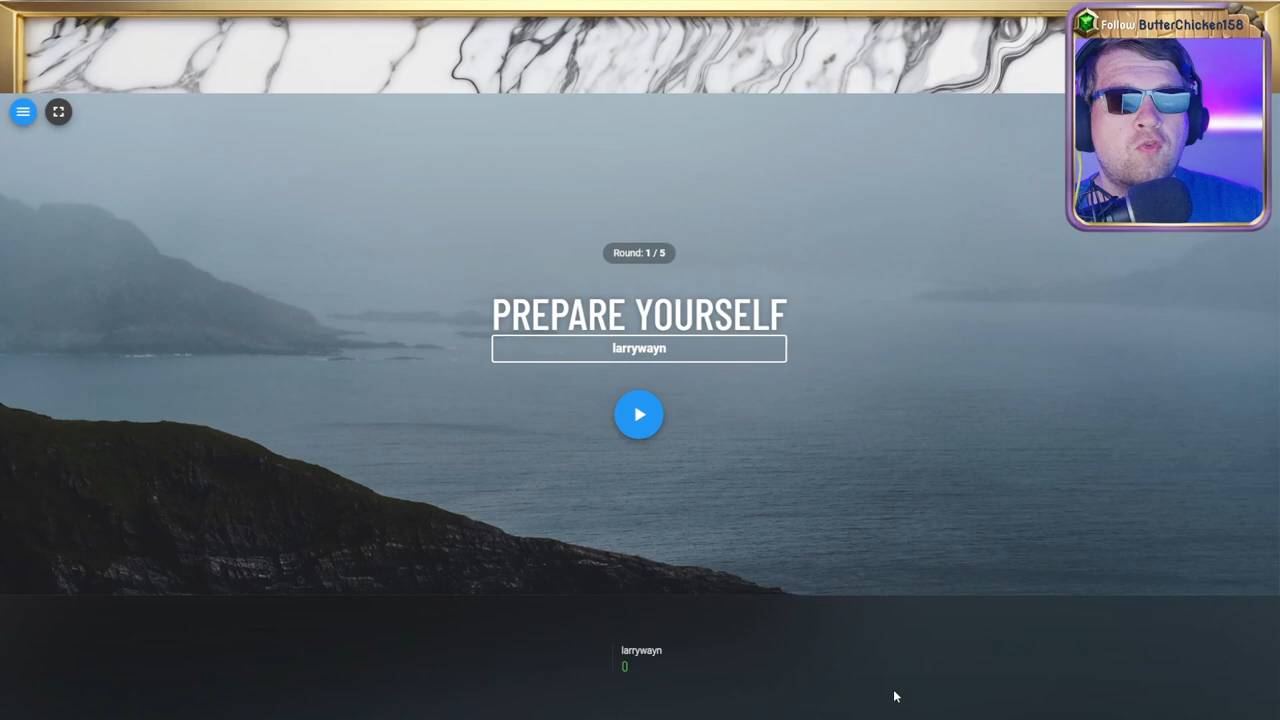 Follow ButterChicken158
Round: 1 / 5
PREPARE YOURSELF
larrywayn
larrywayn
0